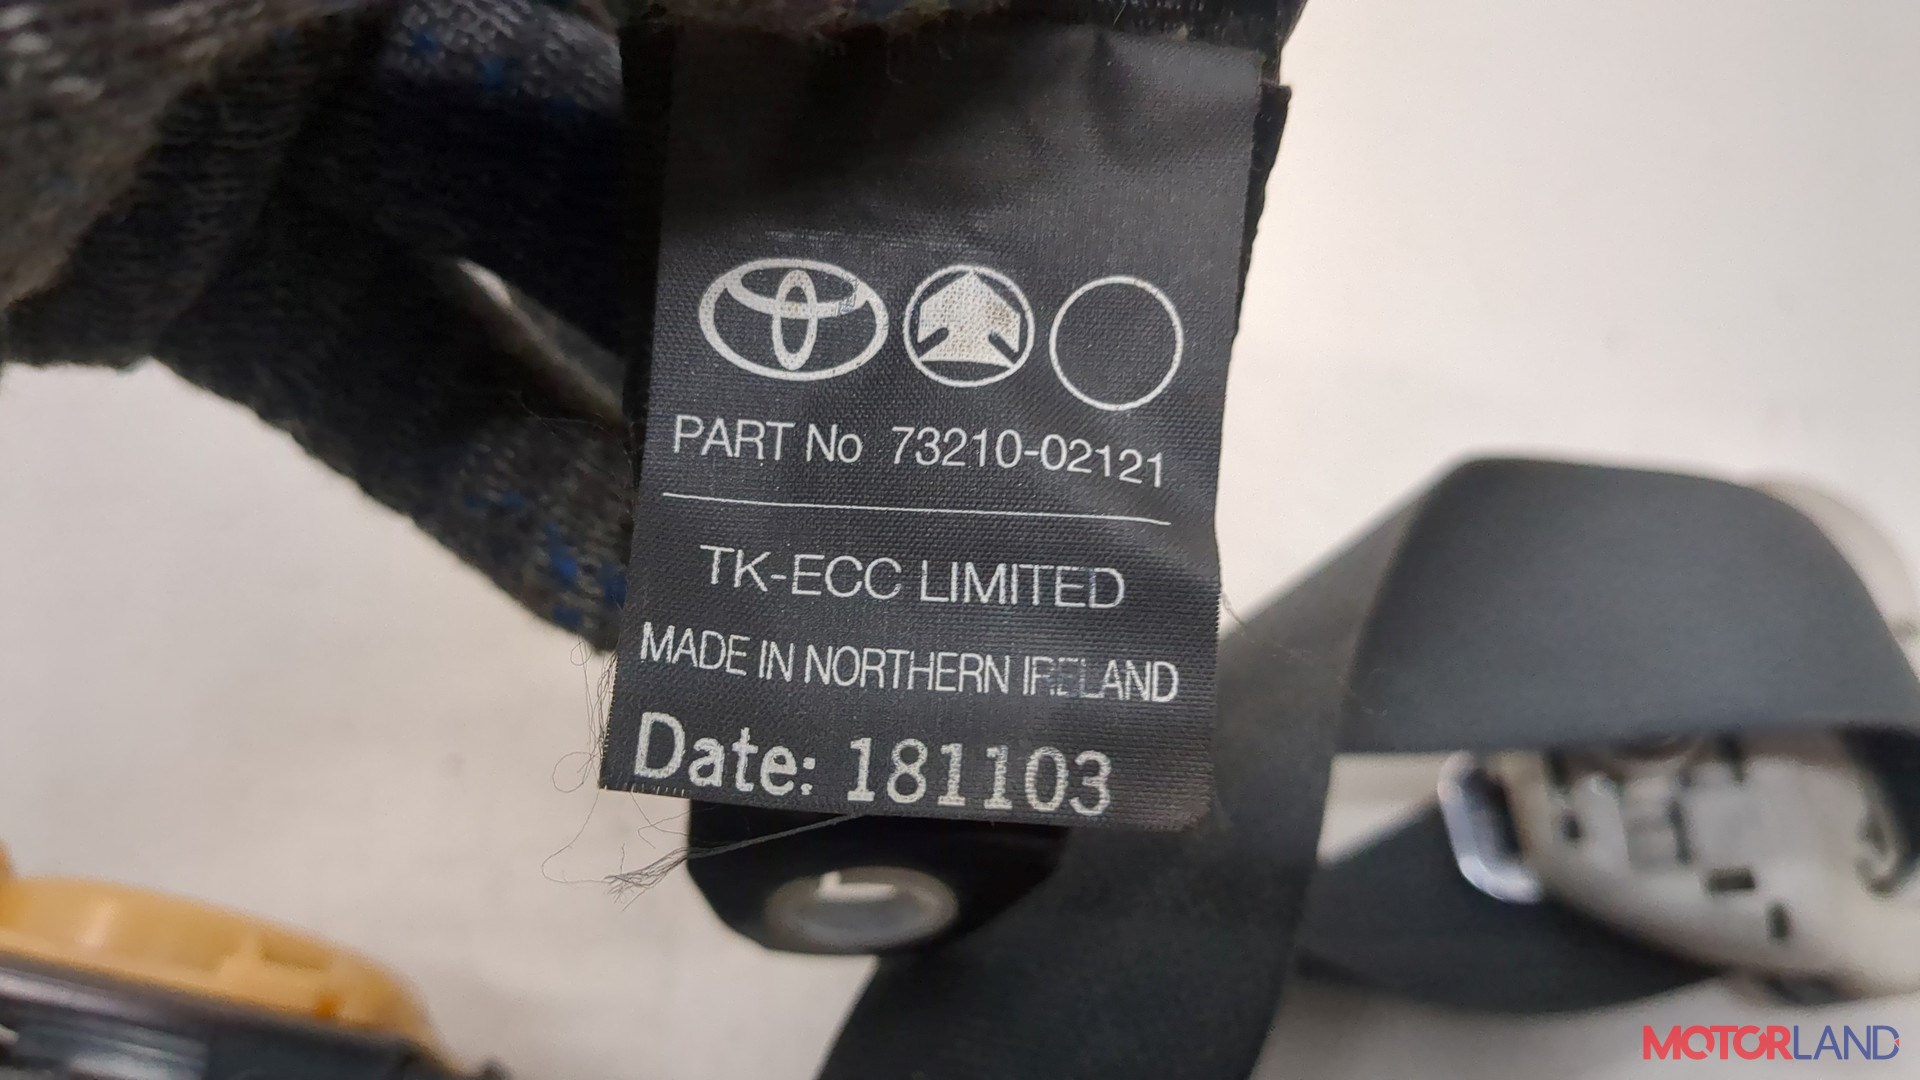 PART No 73210-02121
TK-ECC LIMITED
MADE IN NORTHERN IRELAND
Date: 181103
MOTORLAND